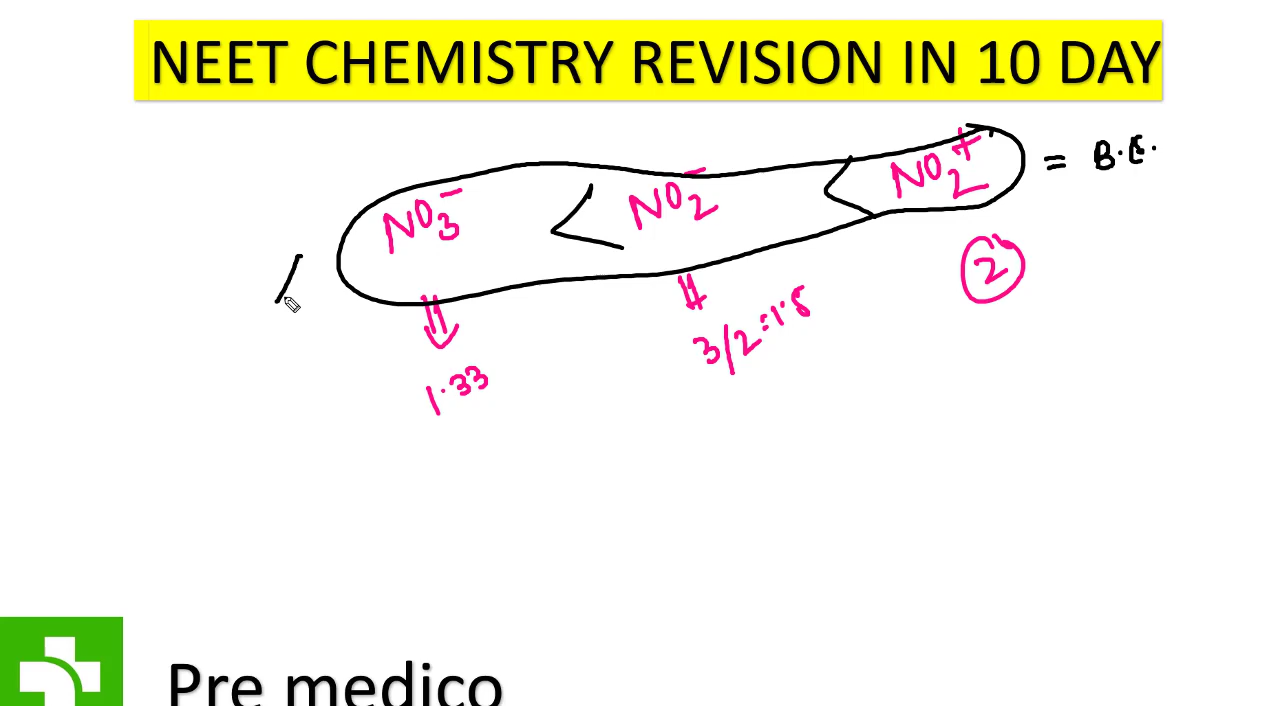 NEET CHEMISTRY REVISION IN 10 DAY
NO3⁻ < NO2⁻ < NO2⁺ = B.E.
1.33
3/2=1.5
2
Pre medico